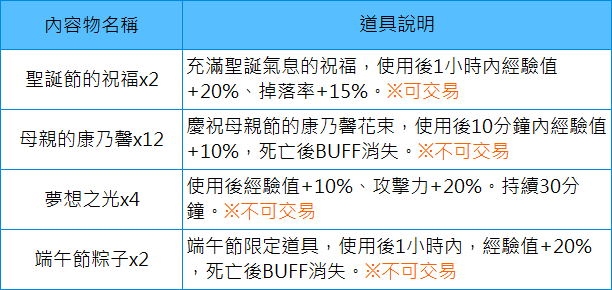 內容物名稱
道具說明
聖誕節的祝福x2
充滿聖誕氣息的祝福，使用後1小時內經驗值
+20%、掉落率+15%。※可交易
母親的康乃馨x12
慶祝母親節的康乃馨花束，使用後10分鐘內經驗值
+10%，死亡後BUFF消失。※不可交易
夢想之光x4
使用後經驗值+10%、攻擊力+20%。持續30分
鐘。※不可交易
端午節粽子x2
端午節限定道具，使用後1小時內，經驗值+20%
，死亡後BUFF消失。※不可交易